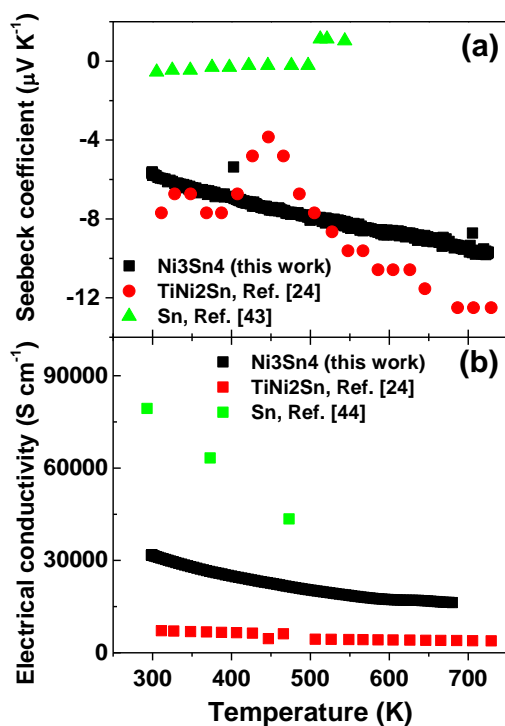 (a)
Seebeck coefficient (μV K⁻¹)
0
-4
-8
-12
Ni3Sn4 (this work)
TiNi2Sn, Ref. [24]
Sn, Ref. [43]
(b)
Electrical conductivity (S cm⁻¹)
90000
60000
30000
0
Ni3Sn4 (this work)
TiNi2Sn, Ref. [24]
Sn, Ref. [44]
300 400 500 600 700
Temperature (K)